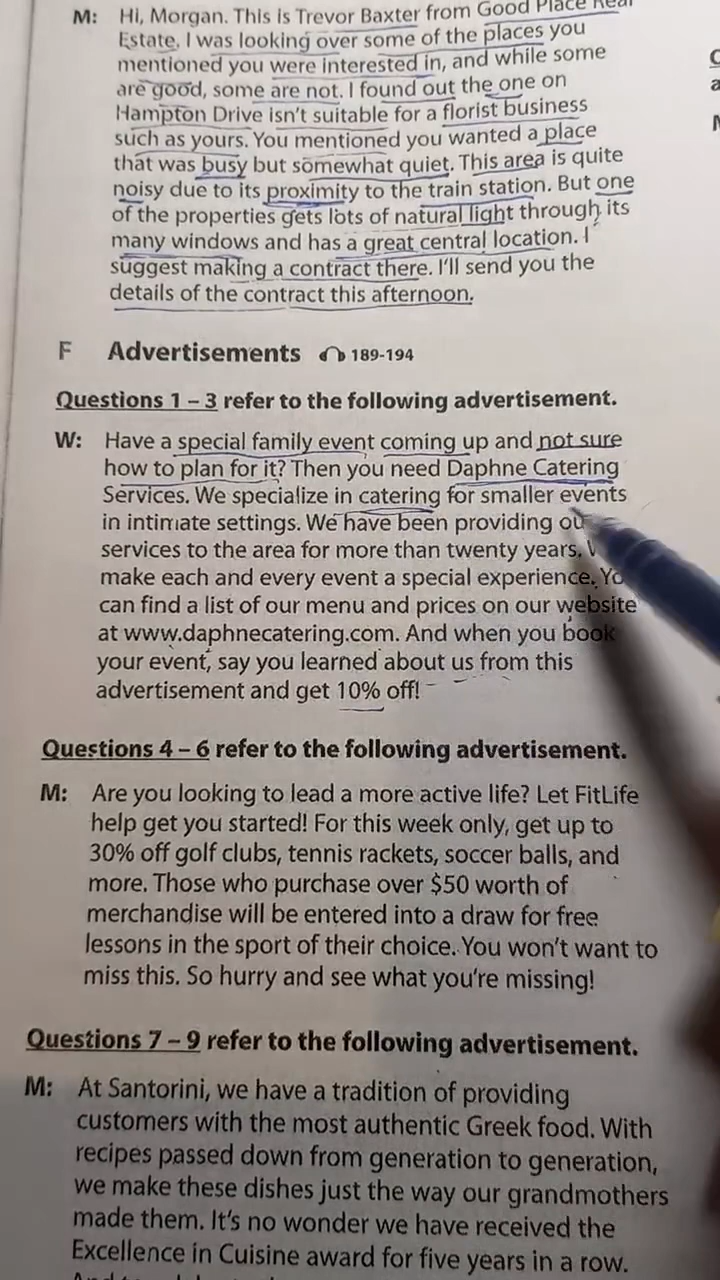 M: Hi, Morgan. This is Trevor Baxter from Good Place Real
Estate. I was looking over some of the places you
mentioned you were interested in, and while some
are good, some are not. I found out the one on
Hampton Drive isn't suitable for a florist business
such as yours. You mentioned you wanted a place
that was busy but somewhat quiet. This area is quite
noisy due to its proximity to the train station. But one
of the properties gets lots of natural light through its
many windows and has a great central location. I
suggest making a contract there. I'll send you the
details of the contract this afternoon.
F Advertisements 189-194
Questions 1 – 3 refer to the following advertisement.
W: Have a special family event coming up and not sure
how to plan for it? Then you need Daphne Catering
Services. We specialize in catering for smaller events
in intimate settings. We have been providing ou
services to the area for more than twenty years.
make each and every event a special experience. Yo
can find a list of our menu and prices on our website
at www.daphnecatering.com. And when you book
your event, say you learned about us from this
advertisement and get 10% off!
Questions 4 – 6 refer to the following advertisement.
M: Are you looking to lead a more active life? Let FitLife
help get you started! For this week only, get up to
30% off golf clubs, tennis rackets, soccer balls, and
more. Those who purchase over $50 worth of
merchandise will be entered into a draw for free
lessons in the sport of their choice. You won't want to
miss this. So hurry and see what you're missing!
Questions 7 – 9 refer to the following advertisement.
M: At Santorini, we have a tradition of providing
customers with the most authentic Greek food. With
recipes passed down from generation to generation,
we make these dishes just the way our grandmothers
made them. It's no wonder we have received the
Excellence in Cuisine award for five years in a row.